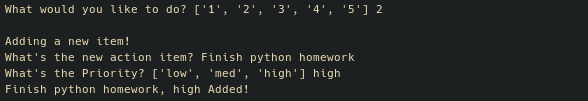 What would you like to do? ['1', '2', '3', '4', '5'] 2
Adding a new item!
What's the new action item? Finish python homework
What's the Priority? ['low', 'med', 'high'] high
Finish python homework, high Added!